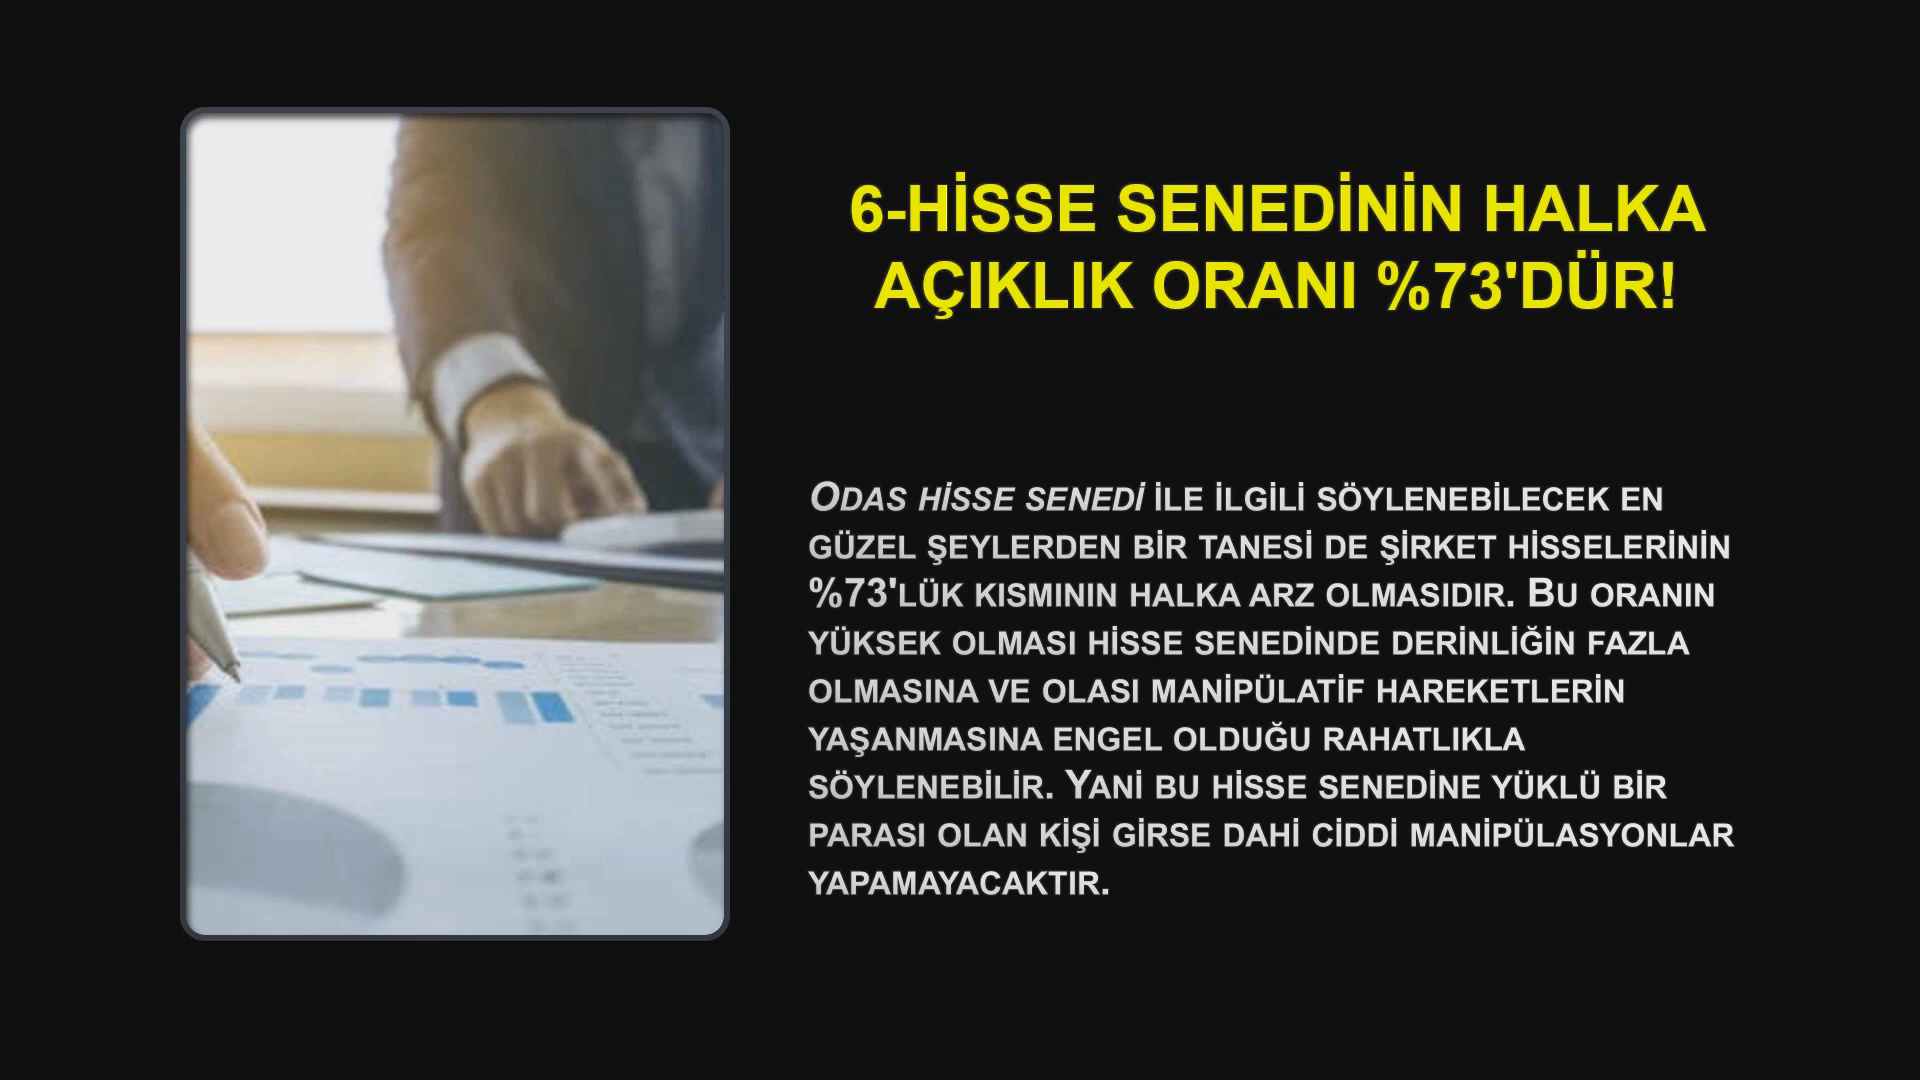 6-HİSSE SENEDİNİN HALKA
AÇIKLIK ORANI %73'DÜR!
ODAS HİSSE SENEDİ İLE İLGİLİ SÖYLENEBİLECEK EN
GÜZEL ŞEYLERDEN BİR TANESİ DE ŞİRKET HİSSELERİNİN
%73'LÜK KISMININ HALKA ARZ OLMASIDIR. BU ORANIN
YÜKSEK OLMASI HİSSE SENEDİNDE DERİNLİĞİN FAZLA
OLMASINA VE OLASI MANİPÜLATİF HAREKETLERİN
YAŞANMASINA ENGEL OLDUĞU RAHATLIKLA
SÖYLENEBİLİR. YANİ BU HİSSE SENEDİNE YÜKLÜ BİR
PARASI OLAN KİŞİ GİRSE DAHİ CİDDİ MANİPÜLASYONLAR
YAPAMAYACAKTIR.